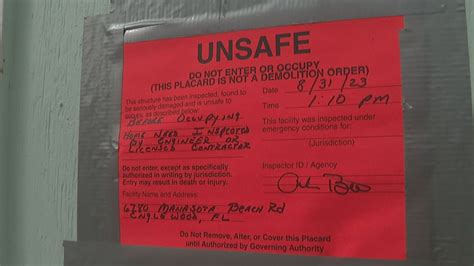 UNSAFE
DO NOT ENTER OR OCCUPY
(THIS PLACARD IS NOT A DEMOLITION ORDER)
This structure has been inspected, found to
be seriously damaged and is unsafe to
occupy, as described below:
BEFORE OCCUPYING
HOME NEED INSPECTED
BY ENGINEER OR
LICENSED CONTRACTOR
Do not enter, except as specifically
authorized in writing by jurisdiction.
Entry may result in death or injury.
Facility Name and Address:
6280 MANASOTA BEACH Rd
ENGLEWOOD, FL
Date 8/31/23
Time 1:10 PM
This facility was inspected under
emergency conditions for:
(Jurisdiction)
Inspector ID / Agency
Do Not Remove, Alter, or Cover this Placard
until Authorized by Governing Authority